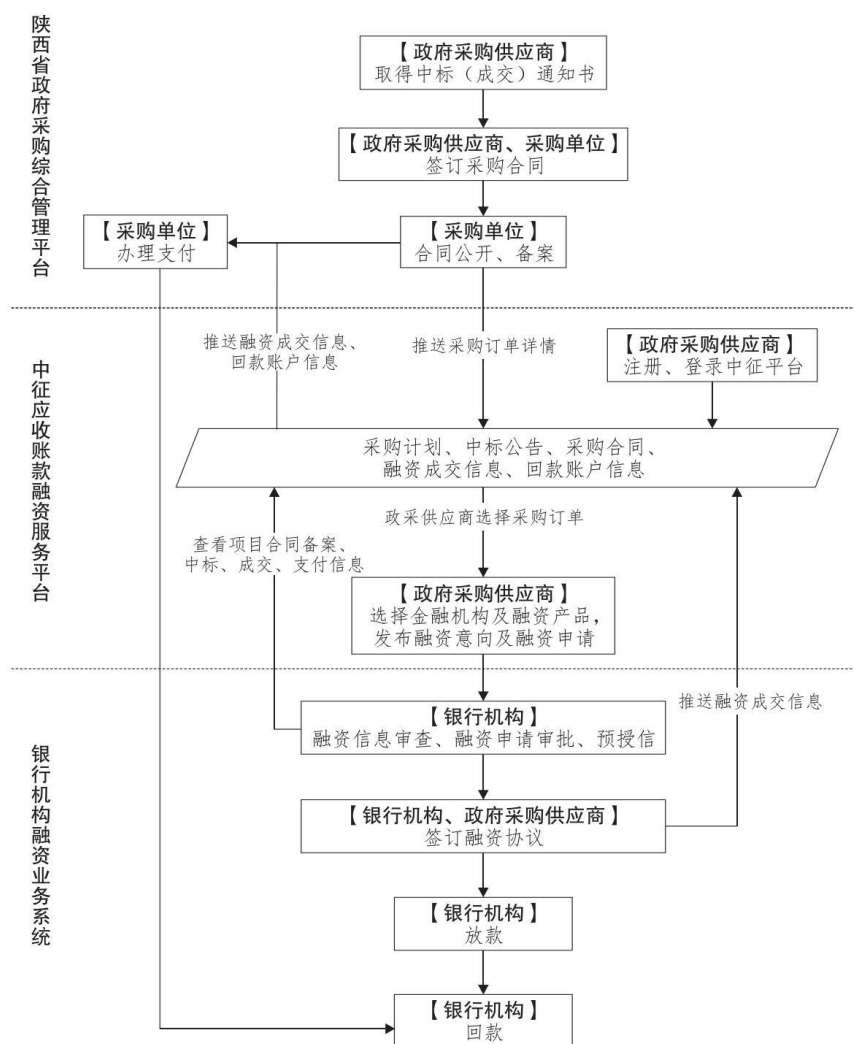 陕西省政府采购综合管理平台
【政府采购供应商】
取得中标（成交）通知书
【政府采购供应商、采购单位】
签订采购合同
【采购单位】
办理支付
【采购单位】
合同公开、备案
中征应收账款融资服务平台
推送融资成交信息、
回款账户信息
推送采购订单详情
【政府采购供应商】
注册、登录中征平台
采购计划、中标公告、采购合同、
融资成交信息、回款账户信息
政采供应商选择采购订单
查看项目合同备案、
中标、成交、支付信息
【政府采购供应商】
选择金融机构及融资产品，
发布融资意向及融资申请
银行机构融资业务系统
【银行机构】
融资信息审查、融资申请审批、预授信
推送融资成交信息
【银行机构、政府采购供应商】
签订融资协议
【银行机构】
放款
【银行机构】
回款